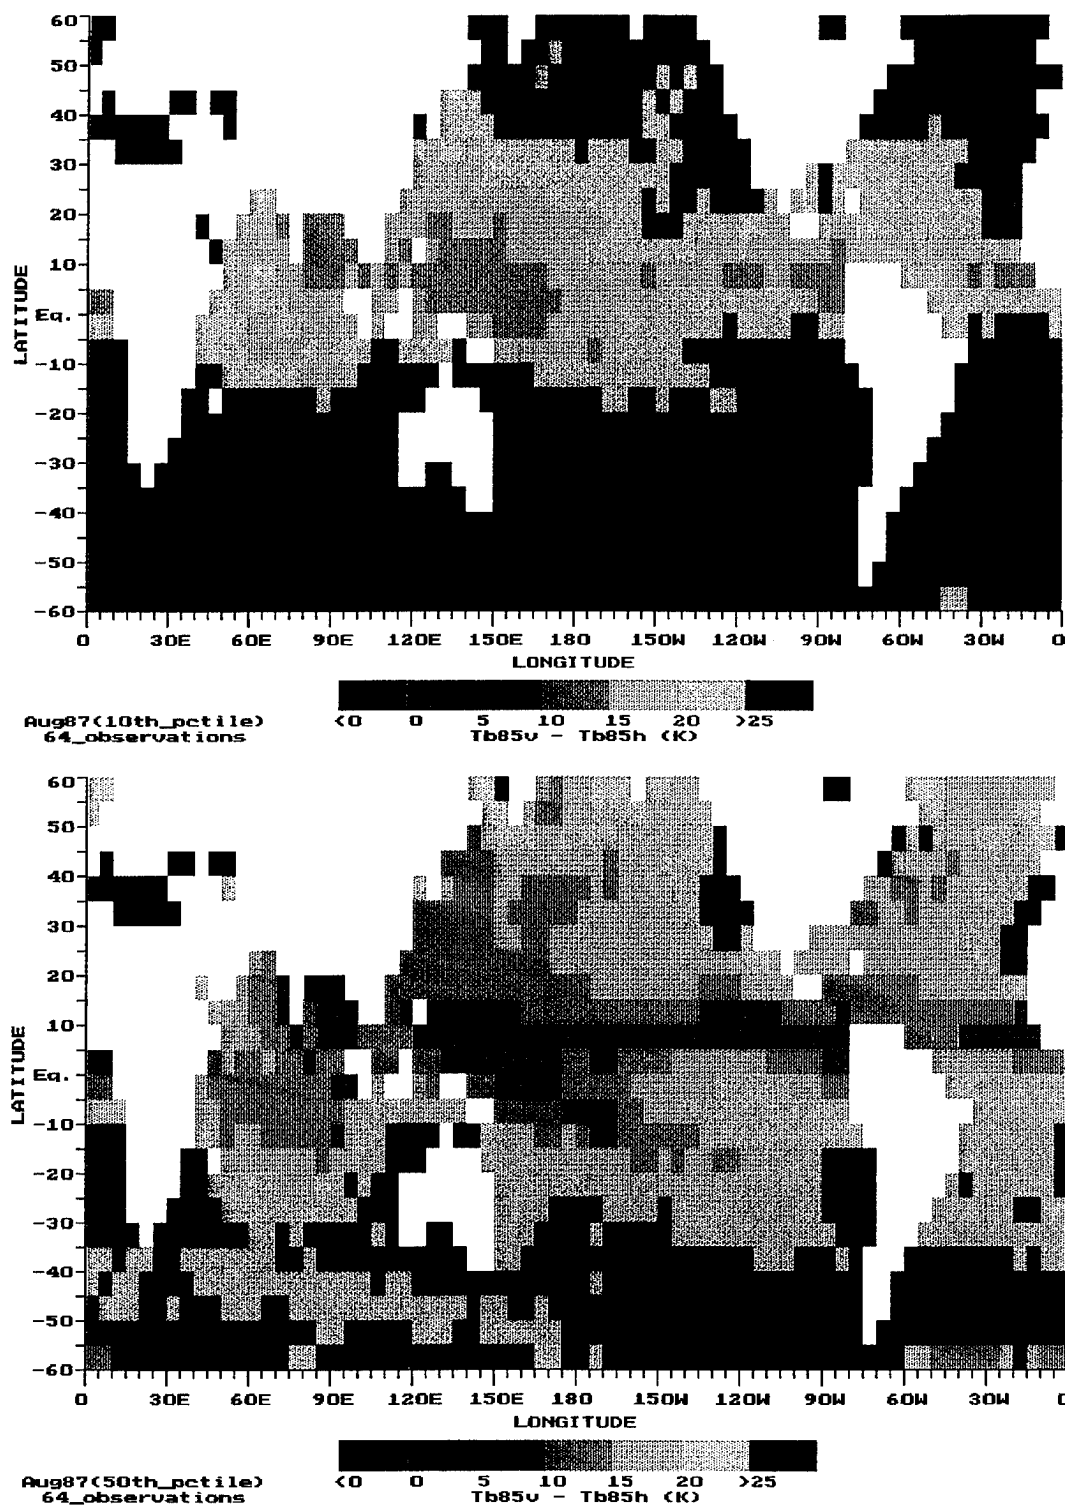 60
50
40
30
20
10
Eq.
-10
-20
-30
-40
-50
-60
LATITUDE
0 30E 60E 90E 120E 150E 180 150W 120W 90W 60W 30W 0
LONGITUDE
Aug87(10th_pctile)
64_observations
<0 0 5 10 15 20 >25
Tb85v - Tb85h (K)
60
50
40
30
20
10
Eq.
-10
-20
-30
-40
-50
-60
LATITUDE
0 30E 60E 90E 120E 150E 180 150W 120W 90W 60W 30W 0
LONGITUDE
Aug87(50th_pctile)
64_observations
<0 0 5 10 15 20 >25
Tb85v - Tb85h (K)